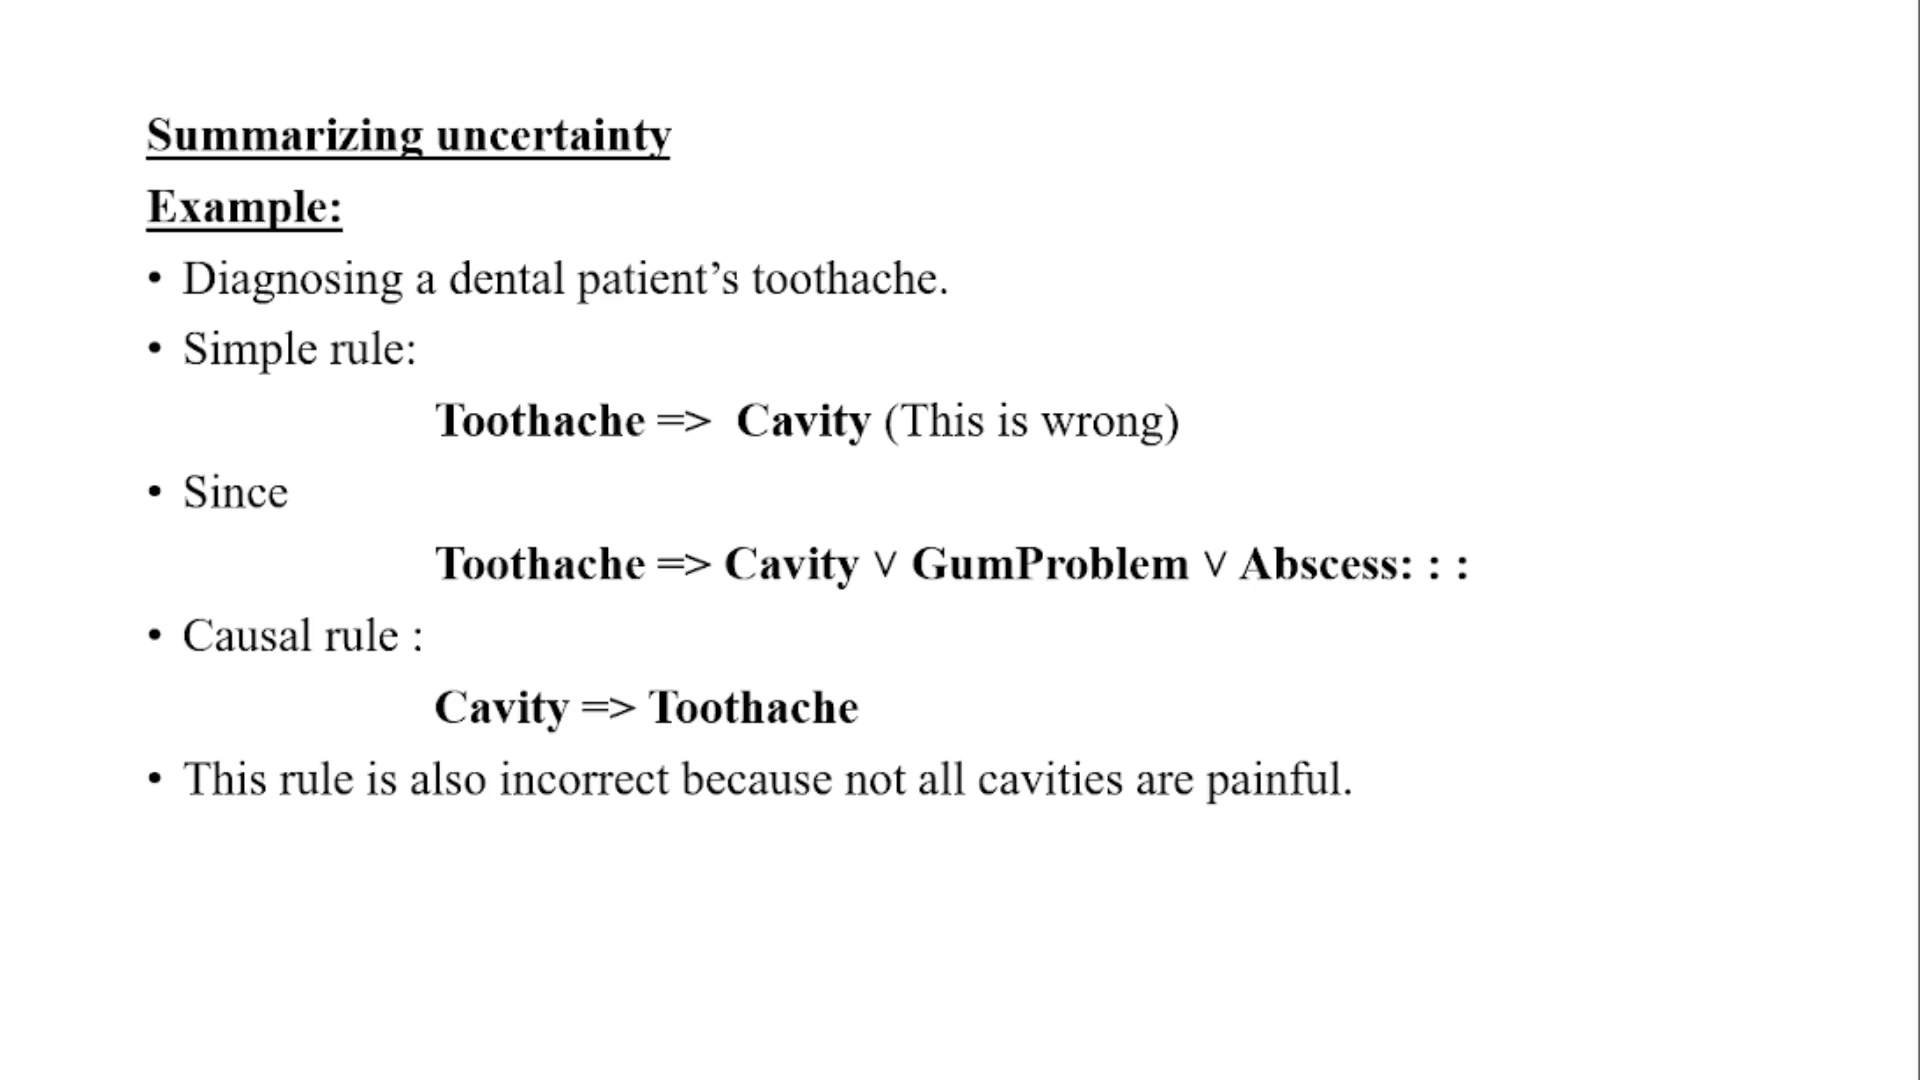 Summarizing uncertainty
Example:
• Diagnosing a dental patient’s toothache.
• Simple rule:
Toothache => Cavity (This is wrong)
• Since
Toothache => Cavity ∨ GumProblem ∨ Abscess: : :
• Causal rule :
Cavity => Toothache
• This rule is also incorrect because not all cavities are painful.